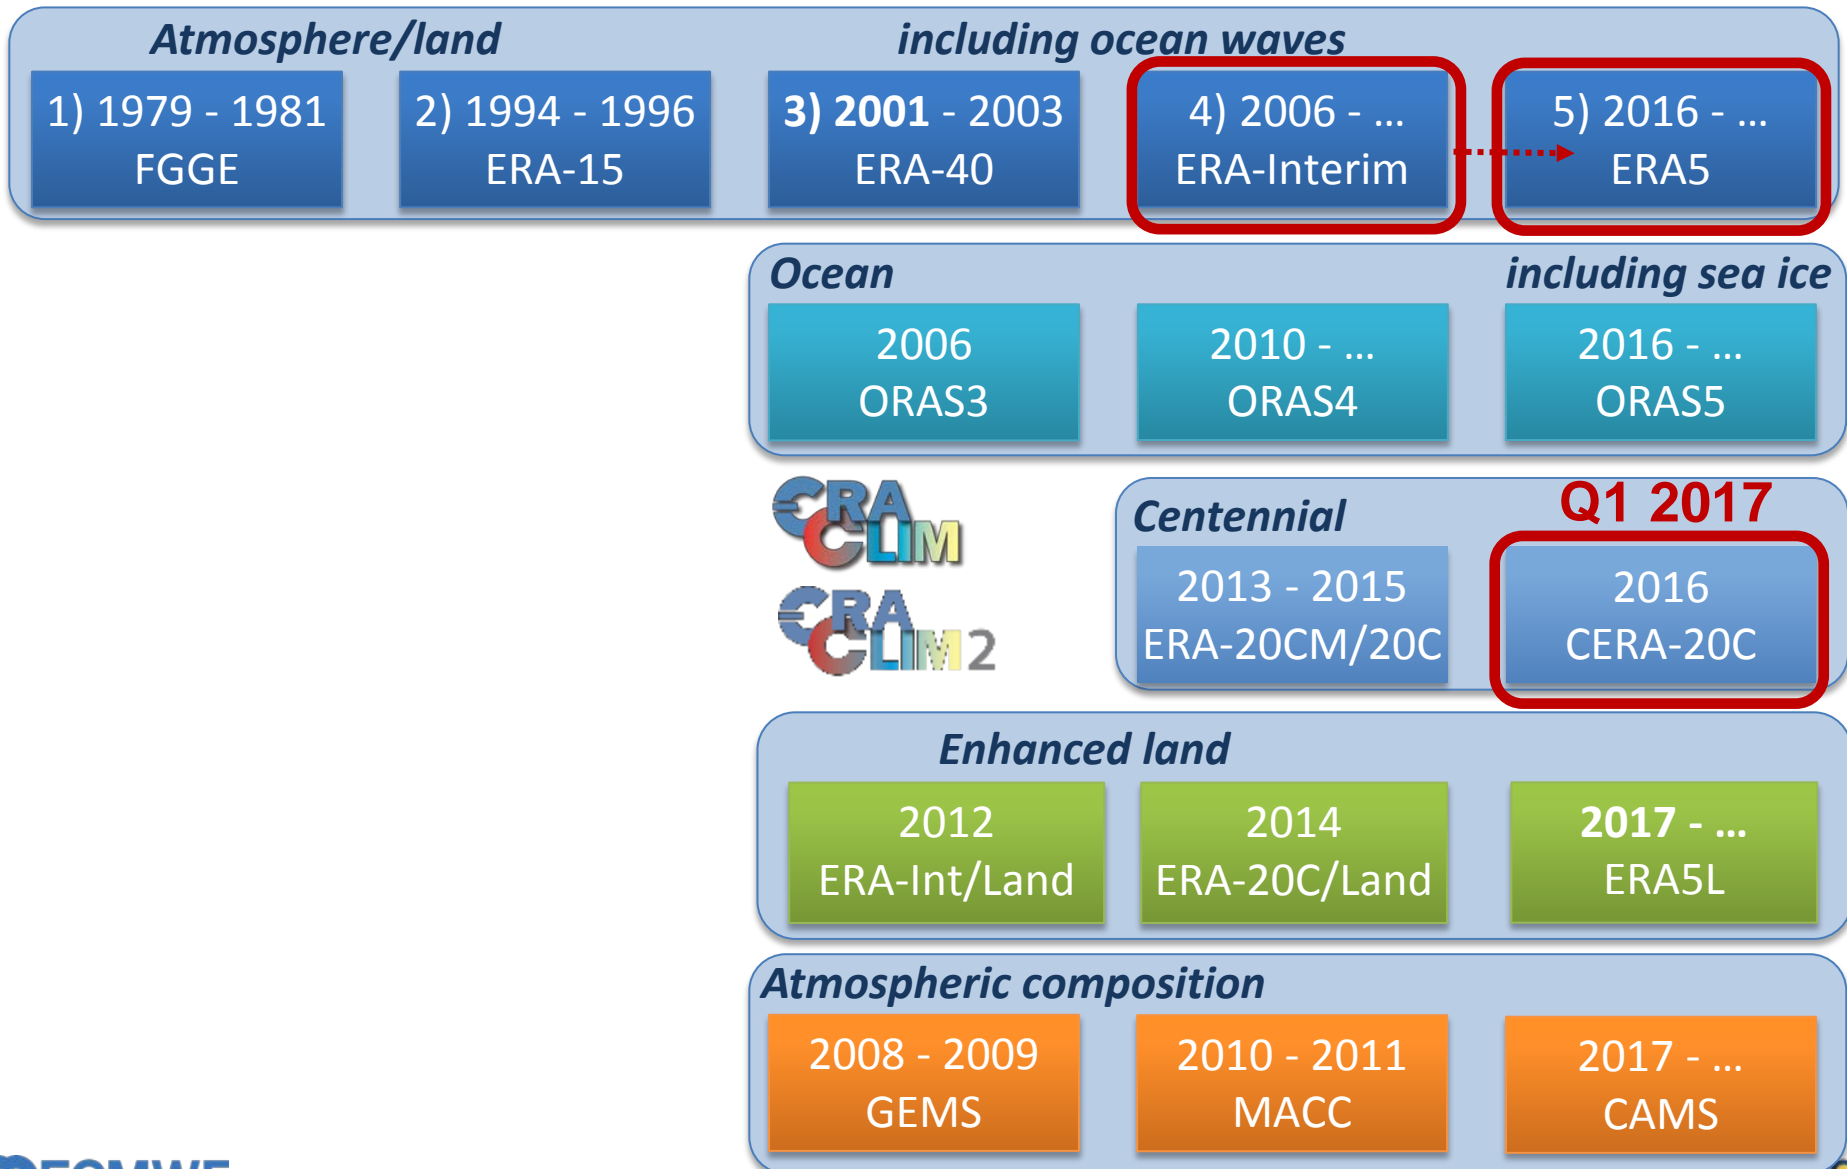 Atmosphere/land including ocean waves
1) 1979 - 1981
FGGE
2) 1994 - 1996
ERA-15
3) 2001 - 2003
ERA-40
4) 2006 - ...
ERA-Interim
5) 2016 - ...
ERA5
Ocean including sea ice
2006
ORAS3
2010 - ...
ORAS4
2016 - ...
ORAS5
ERA
CLIM
ERA
CLIM 2
Centennial
Q1 2017
2013 - 2015
ERA-20CM/20C
2016
CERA-20C
Enhanced land
2012
ERA-Int/Land
2014
ERA-20C/Land
2017 - ...
ERA5L
Atmospheric composition
2008 - 2009
GEMS
2010 - 2011
MACC
2017 - ...
CAMS